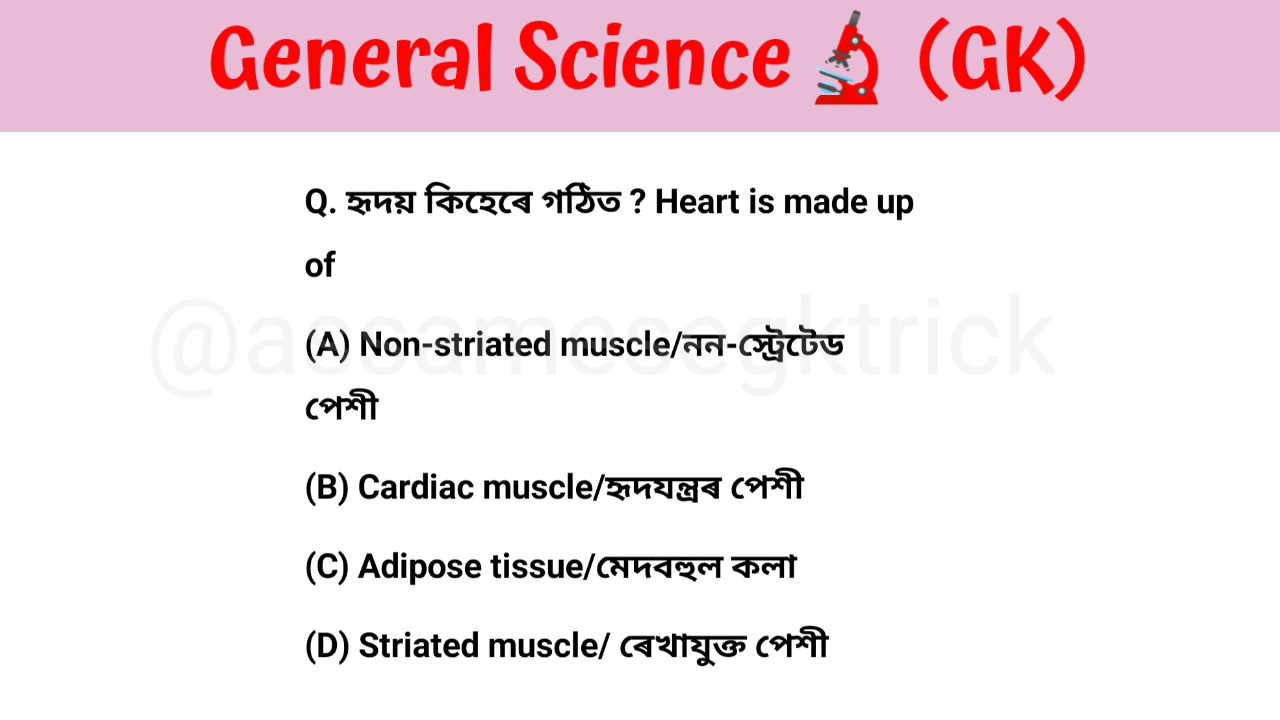 General Science🔬 (GK)
Q. হৃদয় কিহেৰে গঠিত ? Heart is made up
of
@assamesegktrick
(A) Non-striated muscle/নন-স্ট্ৰেটেড
পেশী
(B) Cardiac muscle/হৃদযন্ত্ৰৰ পেশী
(C) Adipose tissue/মেদবহুল কলা
(D) Striated muscle/ ৰেখাযুক্ত পেশী